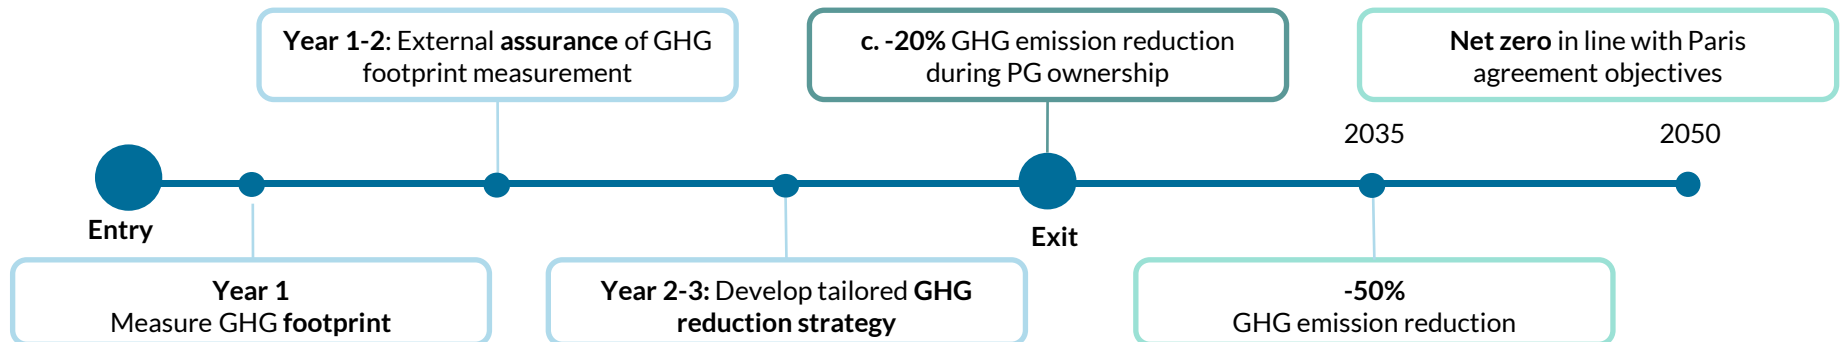 Year 1-2: External assurance of GHG
footprint measurement
c. -20% GHG emission reduction
during PG ownership
Net zero in line with Paris
agreement objectives
2035
2050
Entry
Exit
Year 1
Measure GHG footprint
Year 2-3: Develop tailored GHG
reduction strategy
-50%
GHG emission reduction